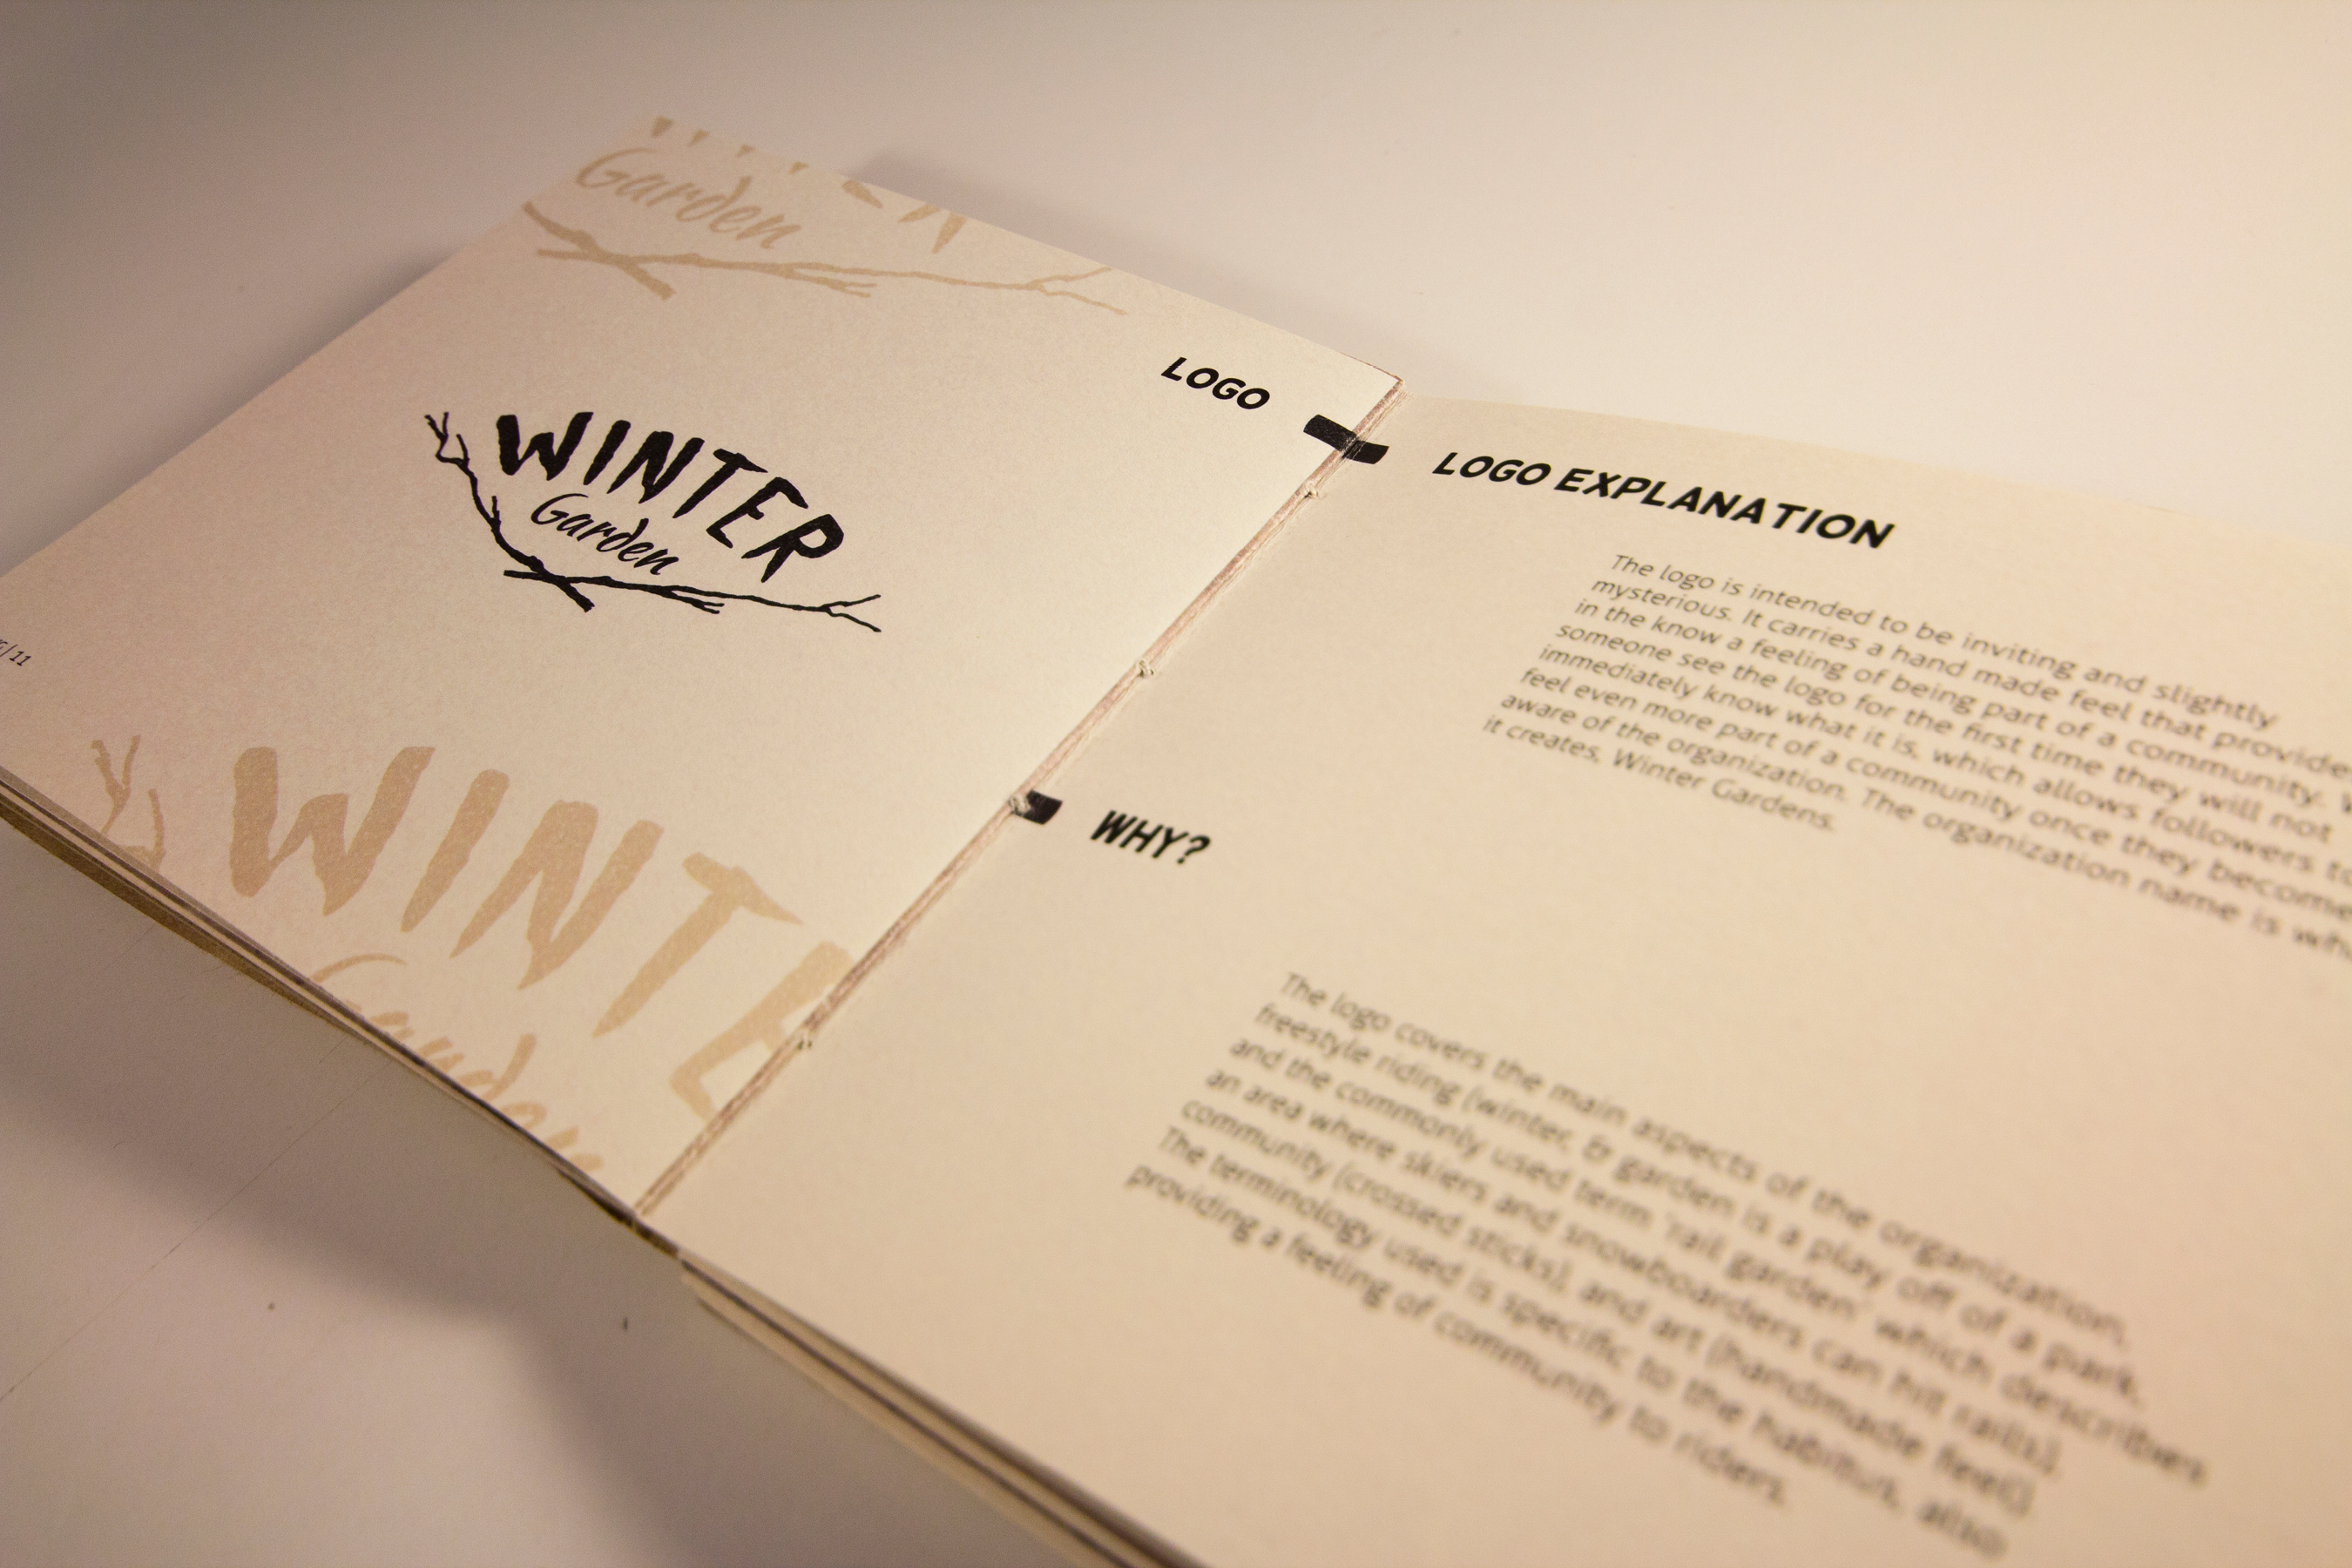 Garden
LOGO
WINTER
Garden
11
WINTE
Garden
LOGO EXPLANATION
The logo is intended to be inviting and slightly
mysterious. It carries a hand made feel that provide
in the know a feeling of being part of a community.
someone see the logo for the first time they will not
immediately know what it is, which allows followers to
feel even more part of a community once they become
aware of the organization. The organization name is
it creates, Winter Gardens.
WHY?
The logo covers the main aspects of the organization,
freestyle riding (winter, & garden is a play off of a park,
and the commonly used term 'rail garden' which describes
an area where skiers and snowboarders can hit rails),
community (crossed sticks), and art (handmade feel).
The terminology used is specific to the habitus, also
providing a feeling of community to riders.